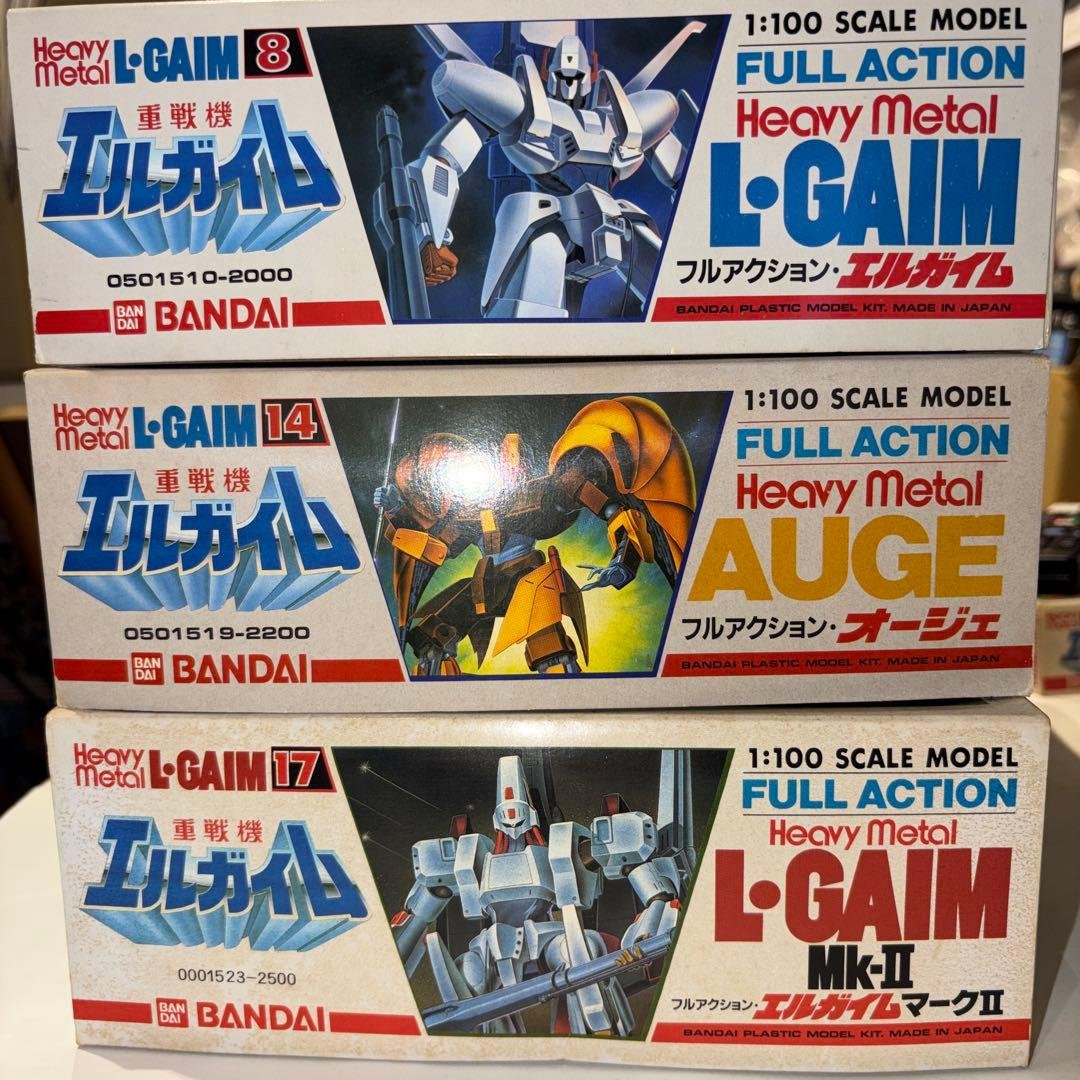 Heavy Metal L·GAIM 8
重戦機
エルガイム
0501510-2000
BAN DAI BANDAI
1:100 SCALE MODEL
FULL ACTION
Heavy Metal
L·GAIM
フルアクション・エルガイム
BANDAI PLASTIC MODEL KIT. MADE IN JAPAN
Heavy Metal L·GAIM 14
重戦機
エルガイム
0501519-2200
BAN DAI BANDAI
1:100 SCALE MODEL
FULL ACTION
Heavy Metal
AUGE
フルアクション・オージェ
BANDAI PLASTIC MODEL KIT. MADE IN JAPAN
Heavy Metal L·GAIM 17
重戦機
エルガイム
0001523-2500
BAN DAI BANDAI
1:100 SCALE MODEL
FULL ACTION
Heavy Metal
L·GAIM
Mk-II
フルアクション・エルガイムマークII
BANDAI PLASTIC MODEL KIT. MADE IN JAPAN